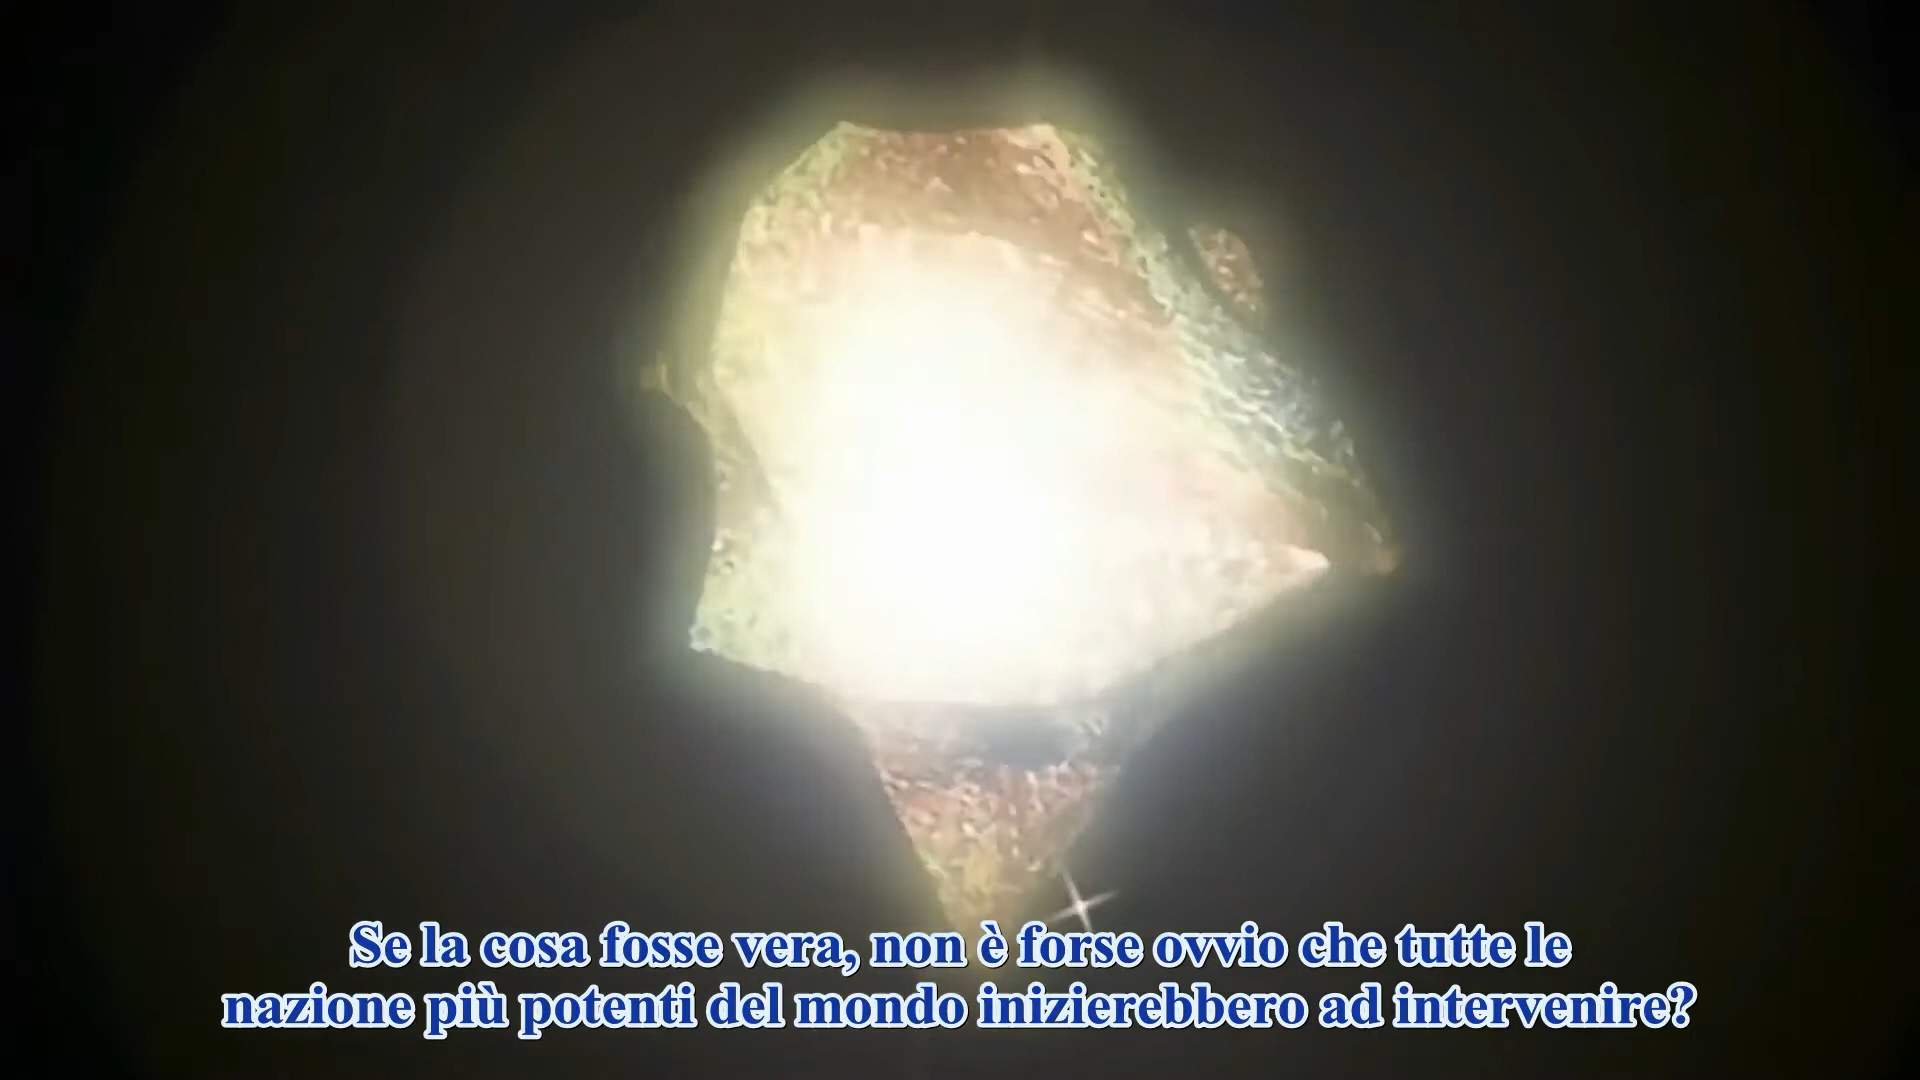 Se la cosa fosse vera, non è forse ovvio che tutte le
nazione più potenti del mondo inizierebbero ad intervenire?